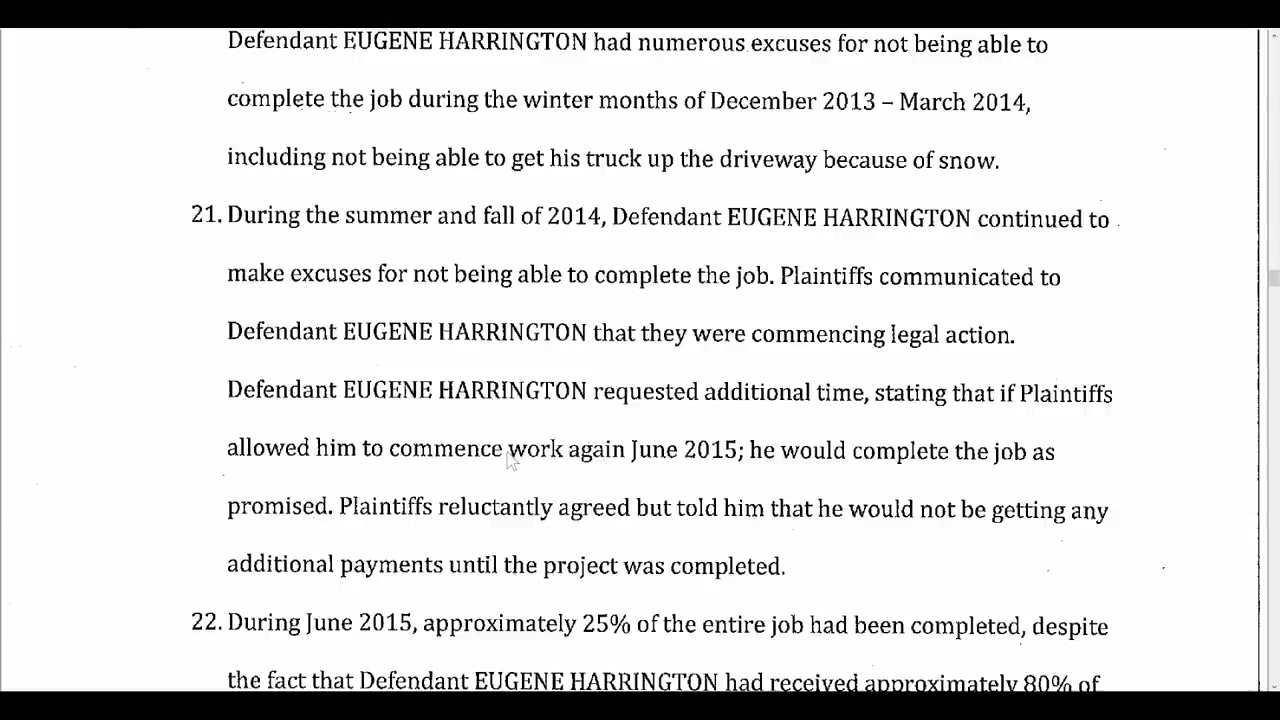 Defendant EUGENE HARRINGTON had numerous excuses for not being able to
complete the job during the winter months of December 2013 – March 2014,
including not being able to get his truck up the driveway because of snow.
21. During the summer and fall of 2014, Defendant EUGENE HARRINGTON continued to
make excuses for not being able to complete the job. Plaintiffs communicated to
Defendant EUGENE HARRINGTON that they were commencing legal action.
Defendant EUGENE HARRINGTON requested additional time, stating that if Plaintiffs
allowed him to commence work again June 2015; he would complete the job as
promised. Plaintiffs reluctantly agreed but told him that he would not be getting any
additional payments until the project was completed.
22. During June 2015, approximately 25% of the entire job had been completed, despite
the fact that Defendant EUGENE HARRINGTON had received approximately 80% of